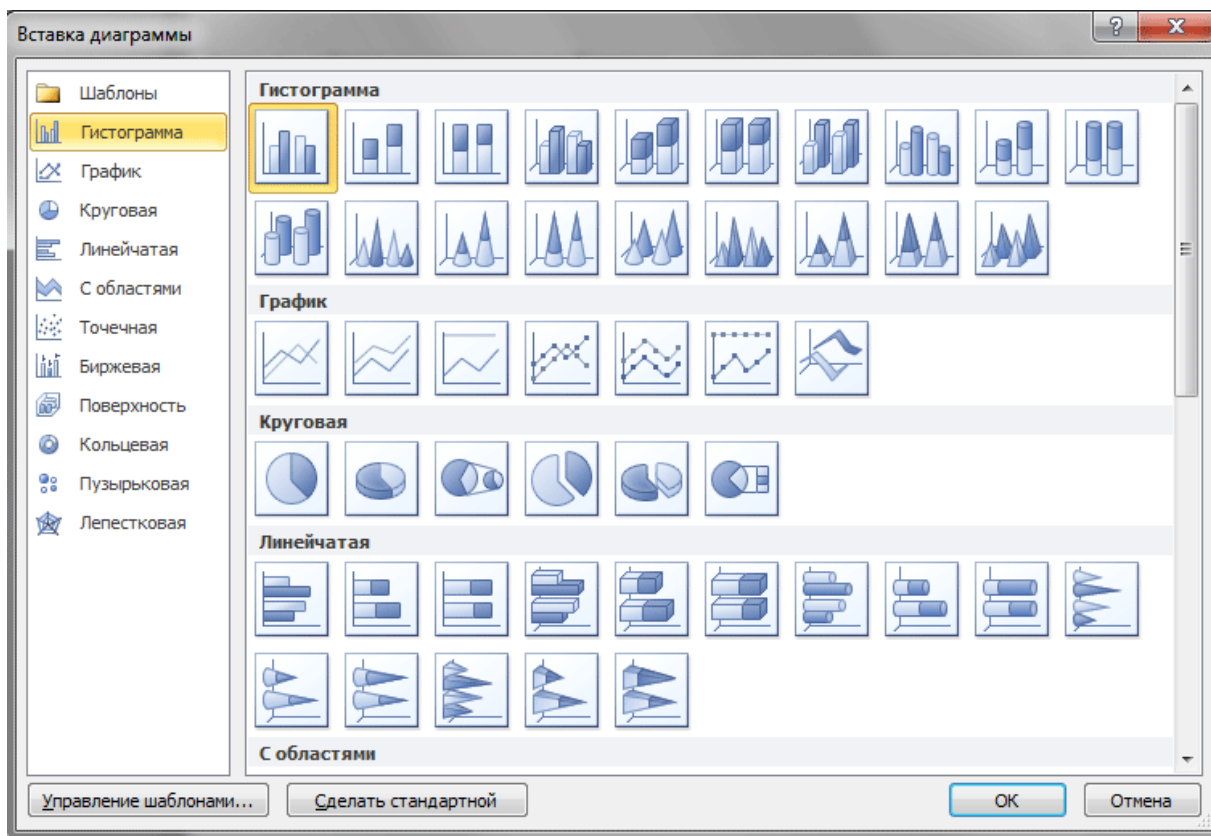 Вставка диаграммы
Шаблоны
Гистограмма
График
Круговая
Линейчатая
С областями
Точечная
Биржевая
Поверхность
Кольцевая
Пузырьковая
Лепестковая
Гистограмма
График
Круговая
Линейчатая
С областями
Управление шаблонами...
Сделать стандартной
ОК
Отмена